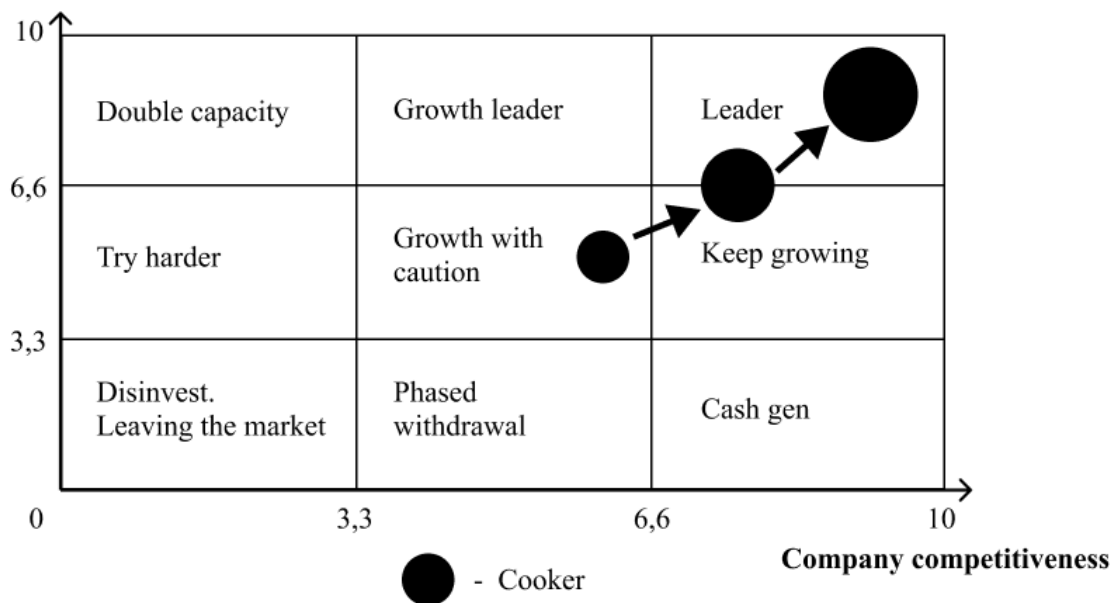 10
Double capacity
Growth leader
Leader
6,6
Try harder
Growth with
caution
Keep growing
3,3
Disinvest.
Leaving the market
Phased
withdrawal
Cash gen
0
3,3
6,6
10
Company competitiveness
- Cooker